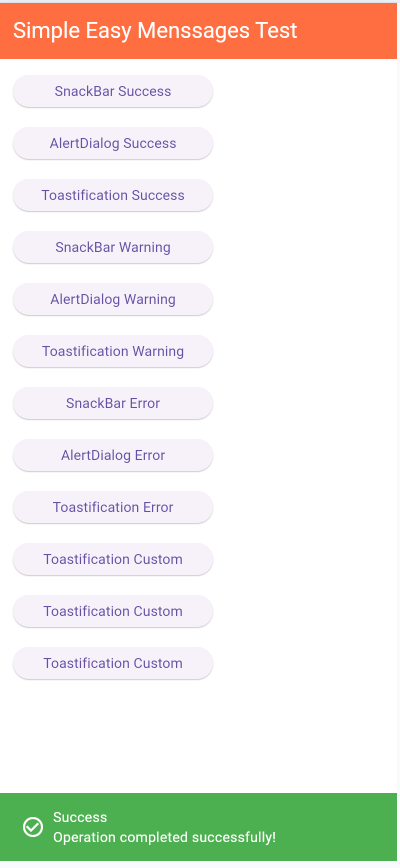 Simple Easy Menssages Test
SnackBar Success
AlertDialog Success
Toastification Success
SnackBar Warning
AlertDialog Warning
Toastification Warning
SnackBar Error
AlertDialog Error
Toastification Error
Toastification Custom
Toastification Custom
Toastification Custom
Success
Operation completed successfully!